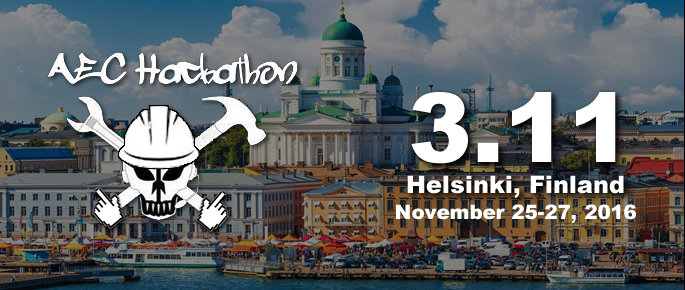 AEC Hackathon
3.11
Helsinki, Finland
November 25-27, 2016